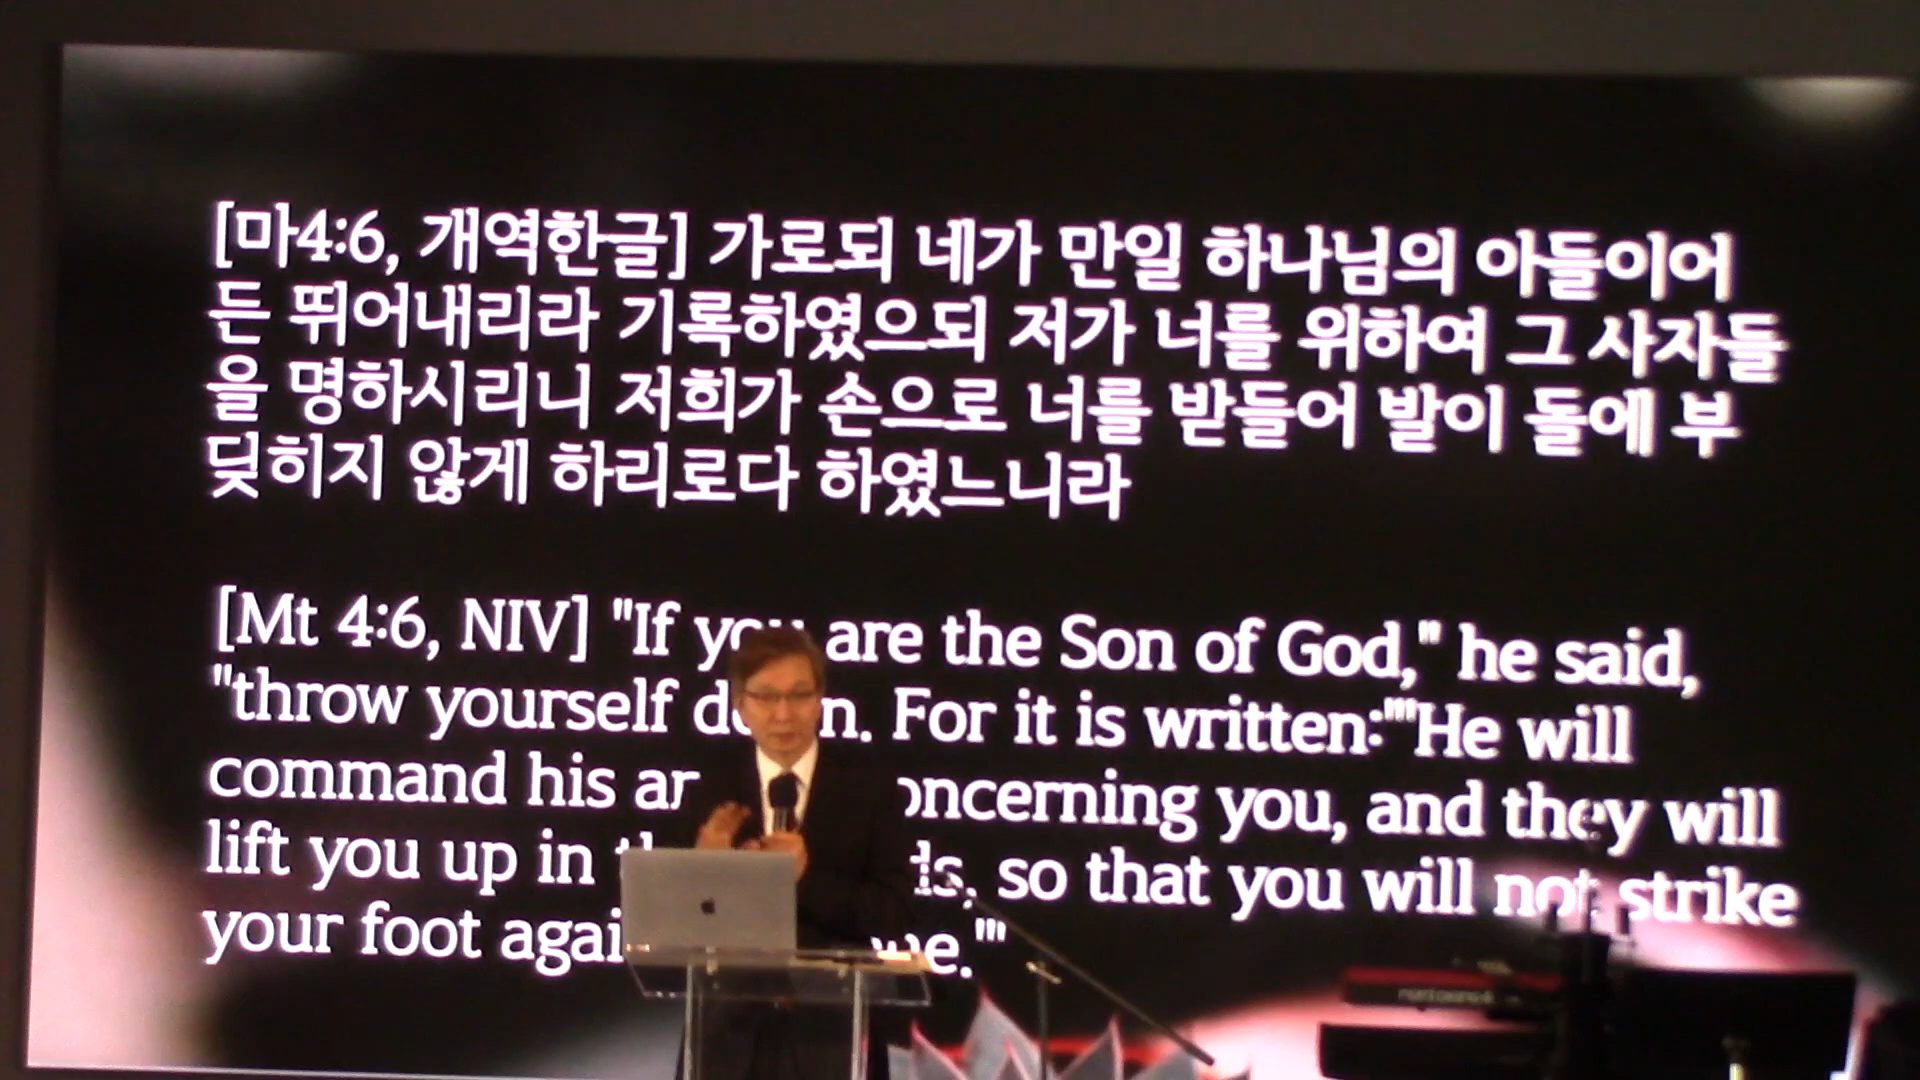 [마4:6, 개역한글] 가로되 네가 만일 하나님의 아들이어
든 뛰어내리라 기록하였으되 저가 너를 위하여 그 사자들
을 명하시리니 저희가 손으로 너를 받들어 발이 돌에 부
딪히지 않게 하리로다 하였느니라
[Mt 4:6, NIV] "If you are the Son of God," he said,
"throw yourself down. For it is written:"'He will
command his concerning you, and they will
lift you up in so that you will not strike
your foot